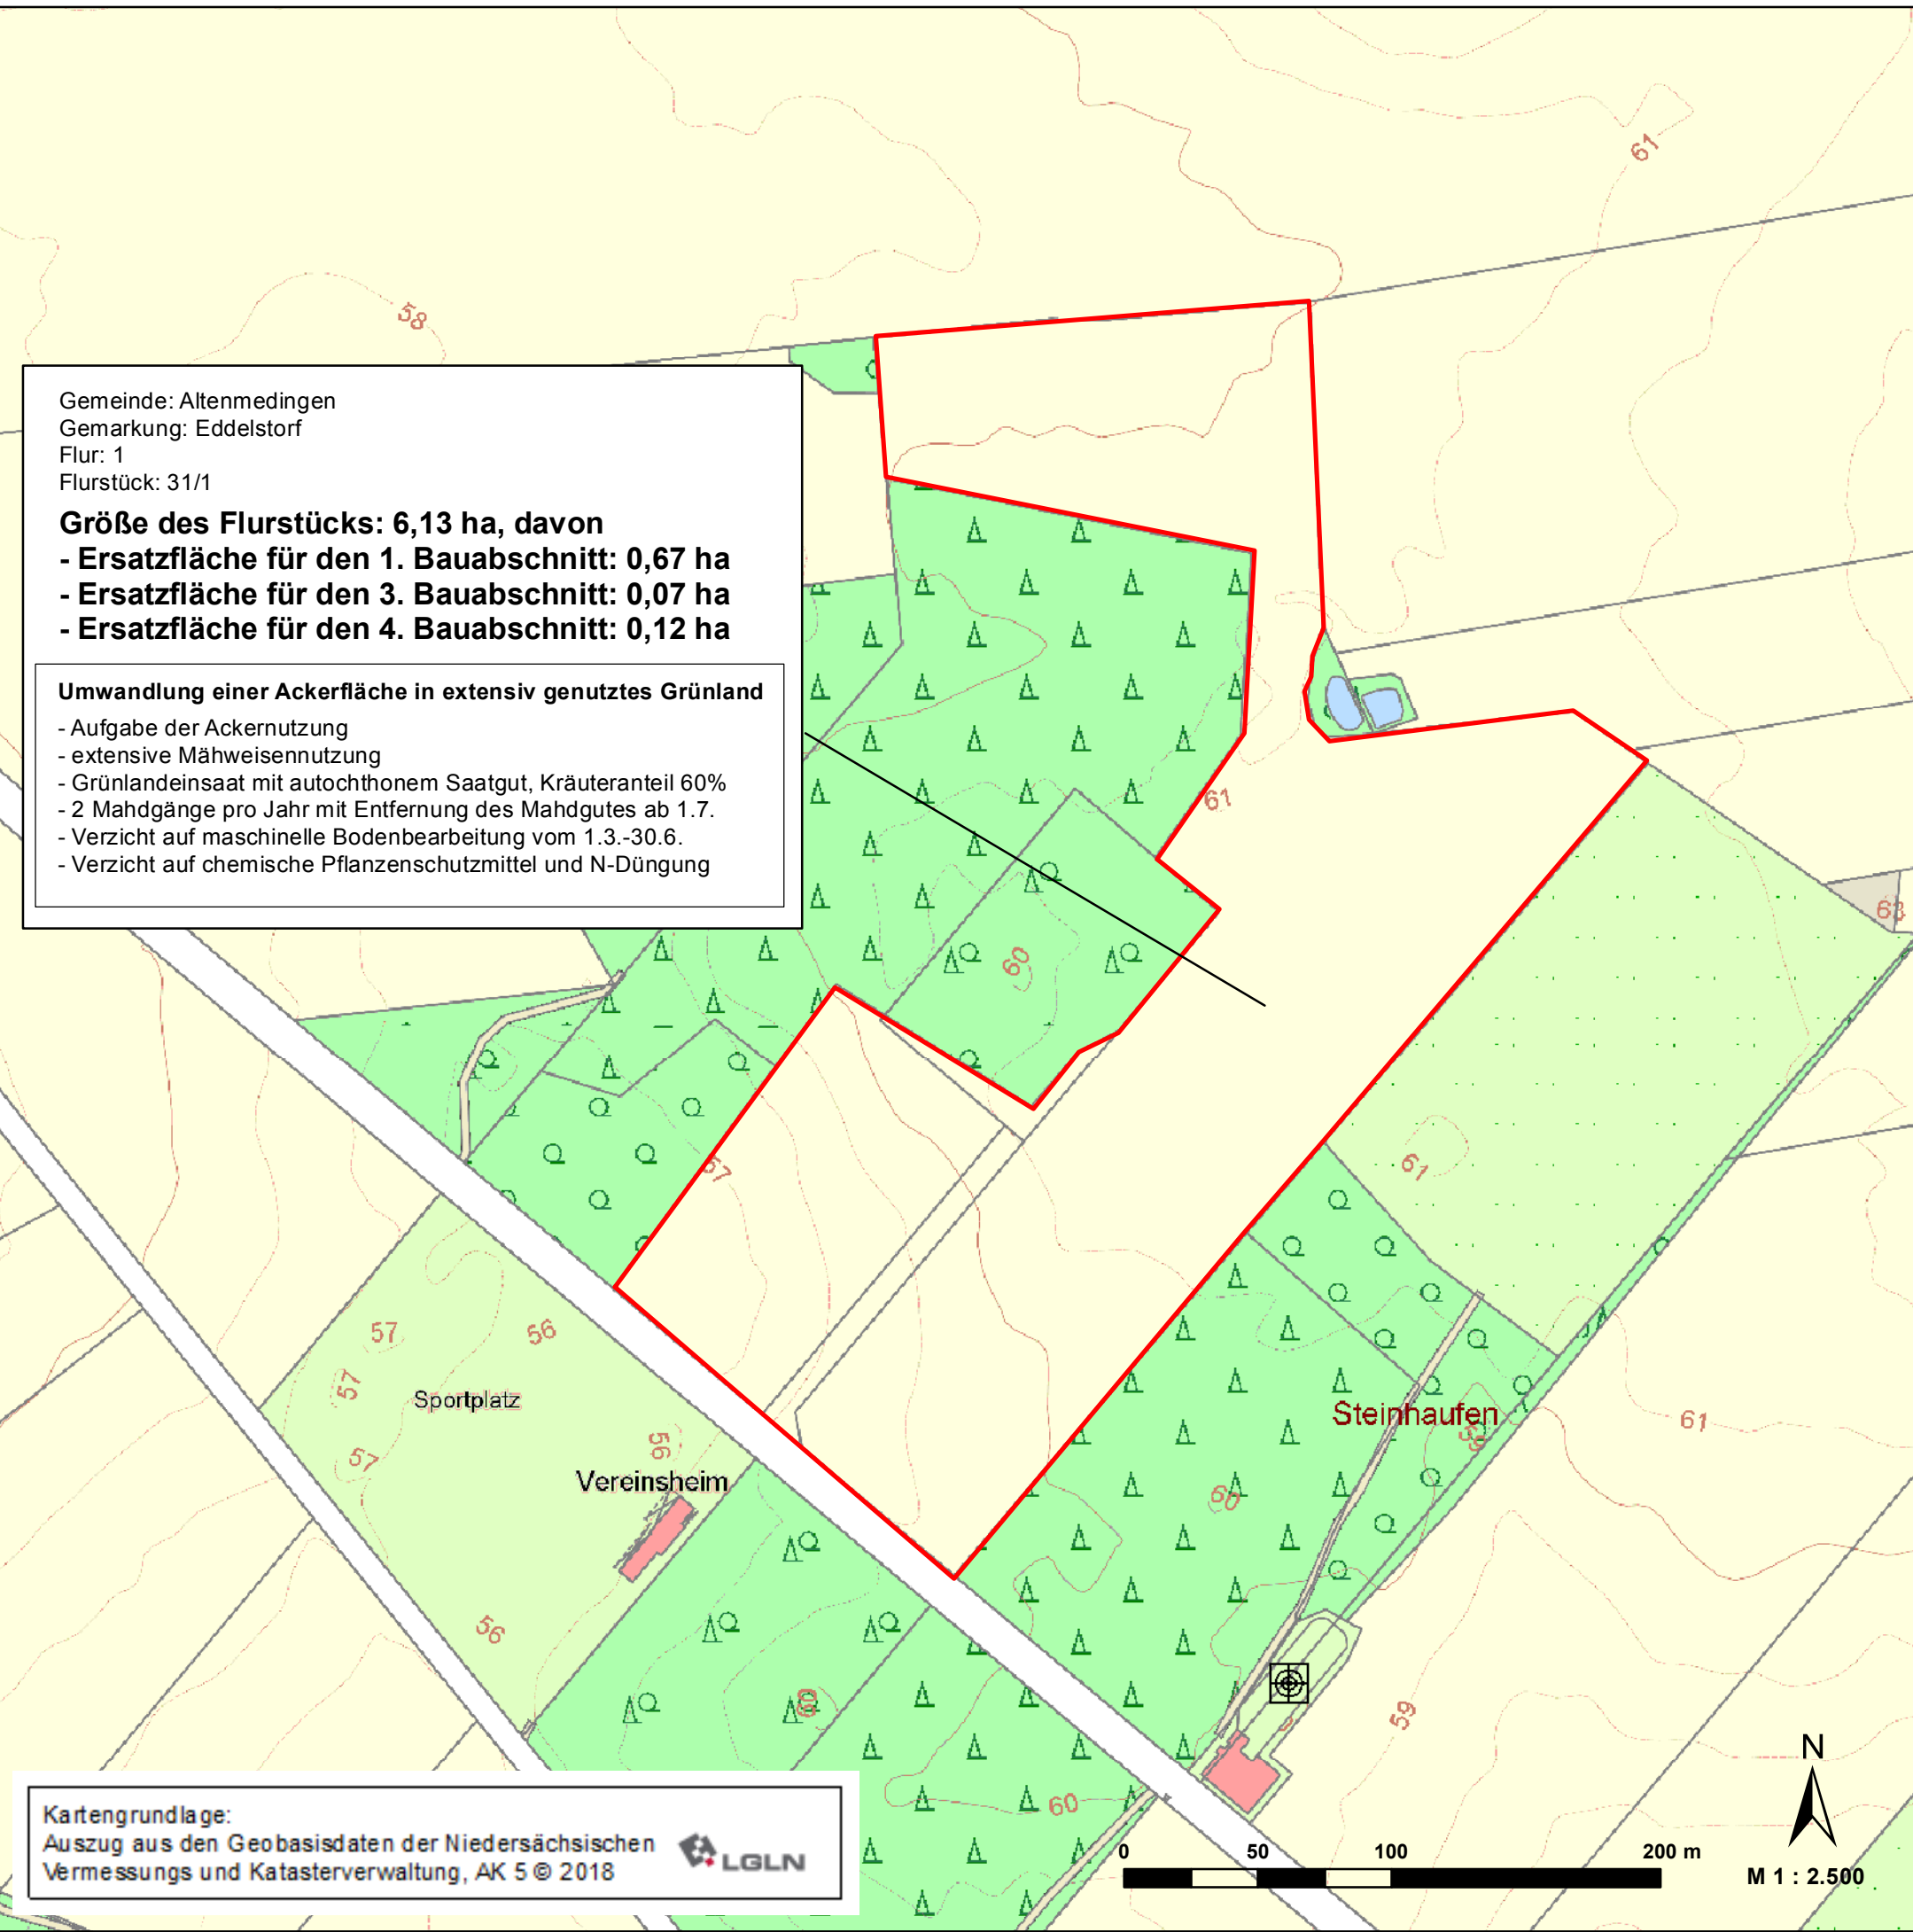 61
58
Gemeinde: Altenmedingen
Gemarkung: Eddelstorf
Flur: 1
Flurstück: 31/1
Größe des Flurstücks: 6,13 ha, davon
- Ersatzfläche für den 1. Bauabschnitt: 0,67 ha
- Ersatzfläche für den 3. Bauabschnitt: 0,07 ha
- Ersatzfläche für den 4. Bauabschnitt: 0,12 ha
Umwandlung einer Ackerfläche in extensiv genutztes Grünland
- Aufgabe der Ackernutzung
- extensive Mähweisennutzung
- Grünlandeinsaat mit autochthonem Saatgut, Kräuteranteil 60%
- 2 Mahdgänge pro Jahr mit Entfernung des Mahdgutes ab 1.7.
- Verzicht auf maschinelle Bodenbearbeitung vom 1.3.-30.6.
- Verzicht auf chemische Pflanzenschutzmittel und N-Düngung
61
63
60
57
61
57
56
57
Sportplatz
Steinhaufen
61
56
57
Vereinsheim
60
56
60
59
60
N
0 50 100 200 m
M 1 : 2.500
Kartengrundlage:
Auszug aus den Geobasisdaten der Niedersächsischen
Vermessungs und Katasterverwaltung, AK 5 © 2018
LGLN